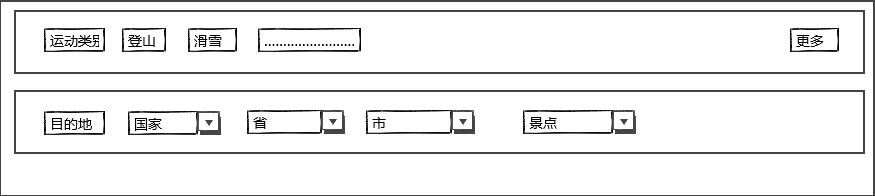 运动类别 登山 滑雪 ........................ 更多
目的地 国家 省 市 景点